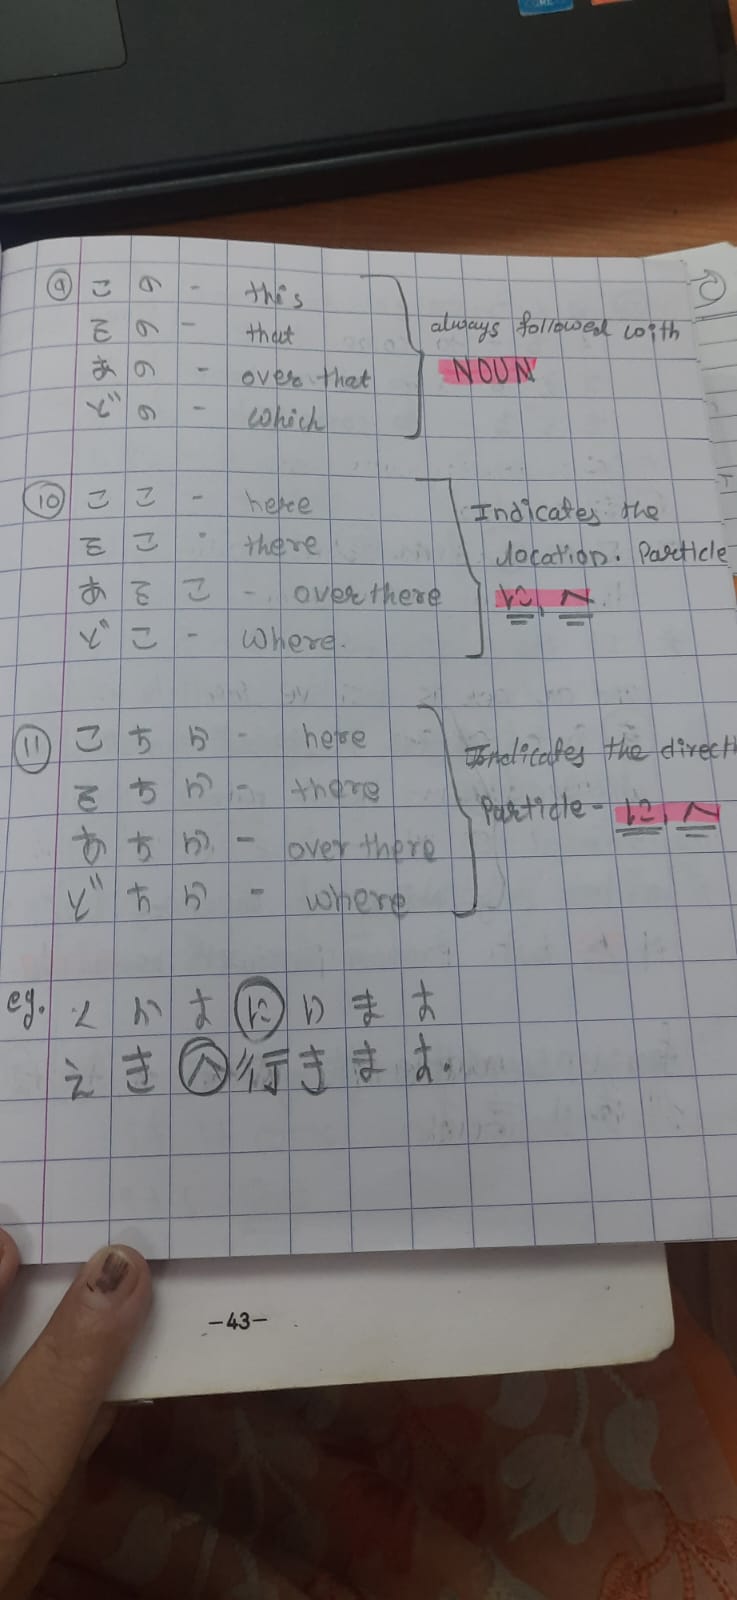 ⑨ この - this
その - that
あの - over that
どの - which
always followed with
NOUN
⑩ ここ - here
そこ - there
あそこ - over there
どこ - where.
Indicates the
location. Particle
に, へ
⑪ こちら - here
そちら - there
あちら - over there
どちら - where
Indicates the direct
Particle - に, へ
eg. とかよにいます
えきへ行きます.
-43-